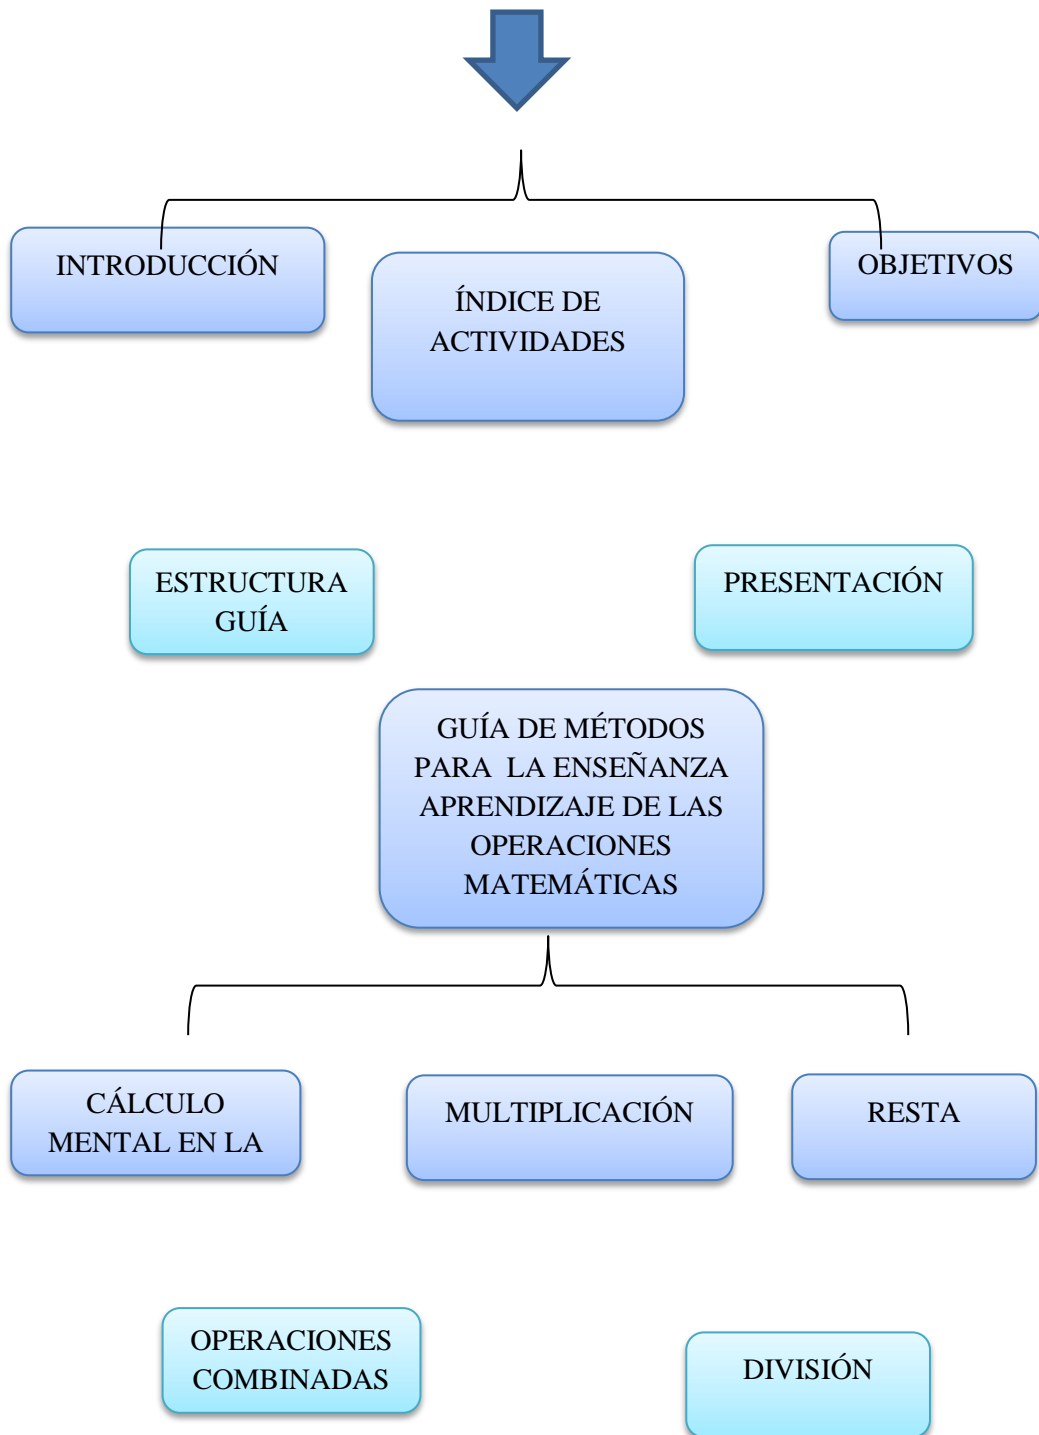 INTRODUCCIÓN
ÍNDICE DE
ACTIVIDADES
OBJETIVOS
ESTRUCTURA
GUÍA
PRESENTACIÓN
GUÍA DE MÉTODOS
PARA LA ENSEÑANZA
APRENDIZAJE DE LAS
OPERACIONES
MATEMÁTICAS
CÁLCULO
MENTAL EN LA
MULTIPLICACIÓN
RESTA
OPERACIONES
COMBINADAS
DIVISIÓN